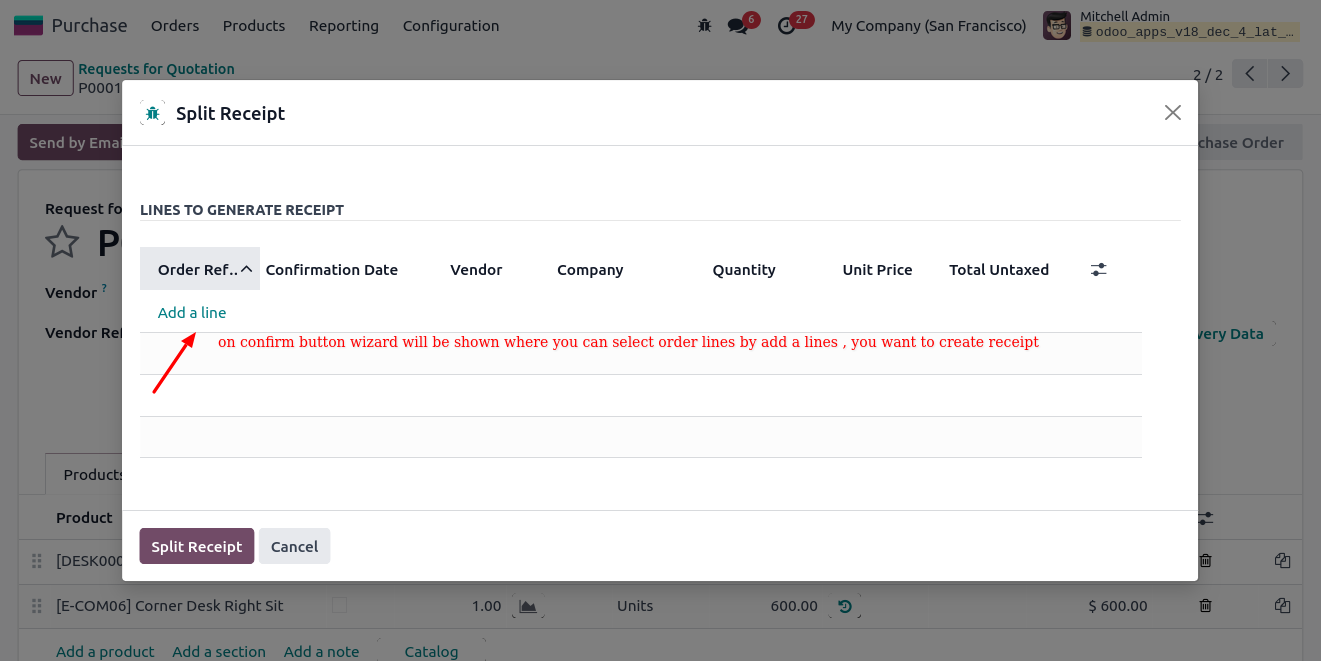 Purchase Orders Products Reporting Configuration 6 27 My Company (San Francisco) Mitchell Admin
odoo_apps_v18_dec_4_lat_...
New Requests for Quotation
P0001
2 / 2
Split Receipt
Send by Emai
chase Order
LINES TO GENERATE RECEIPT
Request fo
P
Order Ref.. Confirmation Date Vendor Company Quantity Unit Price Total Untaxed
Vendor ?
Add a line
Vendor Ref
very Data
on confirm button wizard will be shown where you can select order lines by add a lines , you want to create receipt
Products
Product
Split Receipt Cancel
[DESK000
[E-COM06] Corner Desk Right Sit 1.00 Units 600.00 $ 600.00
Add a product Add a section Add a note Catalog